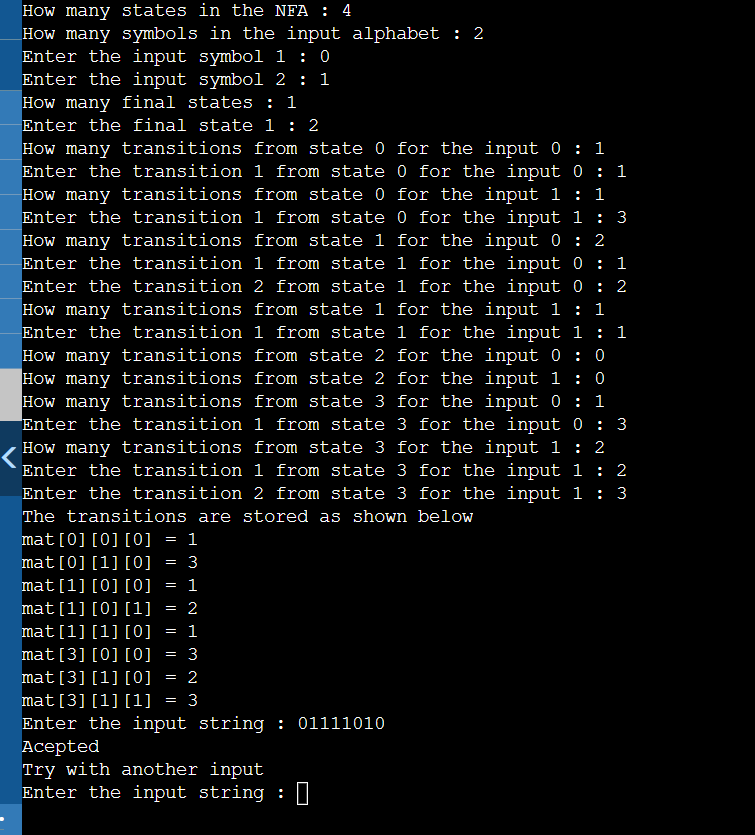 How many states in the NFA : 4
How many symbols in the input alphabet : 2
Enter the input symbol 1 : 0
Enter the input symbol 2 : 1
How many final states : 1
Enter the final state 1 : 2
How many transitions from state 0 for the input 0 : 1
Enter the transition 1 from state 0 for the input 0 : 1
How many transitions from state 0 for the input 1 : 1
Enter the transition 1 from state 0 for the input 1 : 3
How many transitions from state 1 for the input 0 : 2
Enter the transition 1 from state 1 for the input 0 : 1
Enter the transition 2 from state 1 for the input 0 : 2
How many transitions from state 1 for the input 1 : 1
Enter the transition 1 from state 1 for the input 1 : 1
How many transitions from state 2 for the input 0 : 0
How many transitions from state 2 for the input 1 : 0
How many transitions from state 3 for the input 0 : 1
Enter the transition 1 from state 3 for the input 0 : 3
How many transitions from state 3 for the input 1 : 2
Enter the transition 1 from state 3 for the input 1 : 2
Enter the transition 2 from state 3 for the input 1 : 3
The transitions are stored as shown below
mat[0][0][0] = 1
mat[0][1][0] = 3
mat[1][0][0] = 1
mat[1][0][1] = 2
mat[1][1][0] = 1
mat[3][0][0] = 3
mat[3][1][0] = 2
mat[3][1][1] = 3
Enter the input string : 01111010
Acepted
Try with another input
Enter the input string :